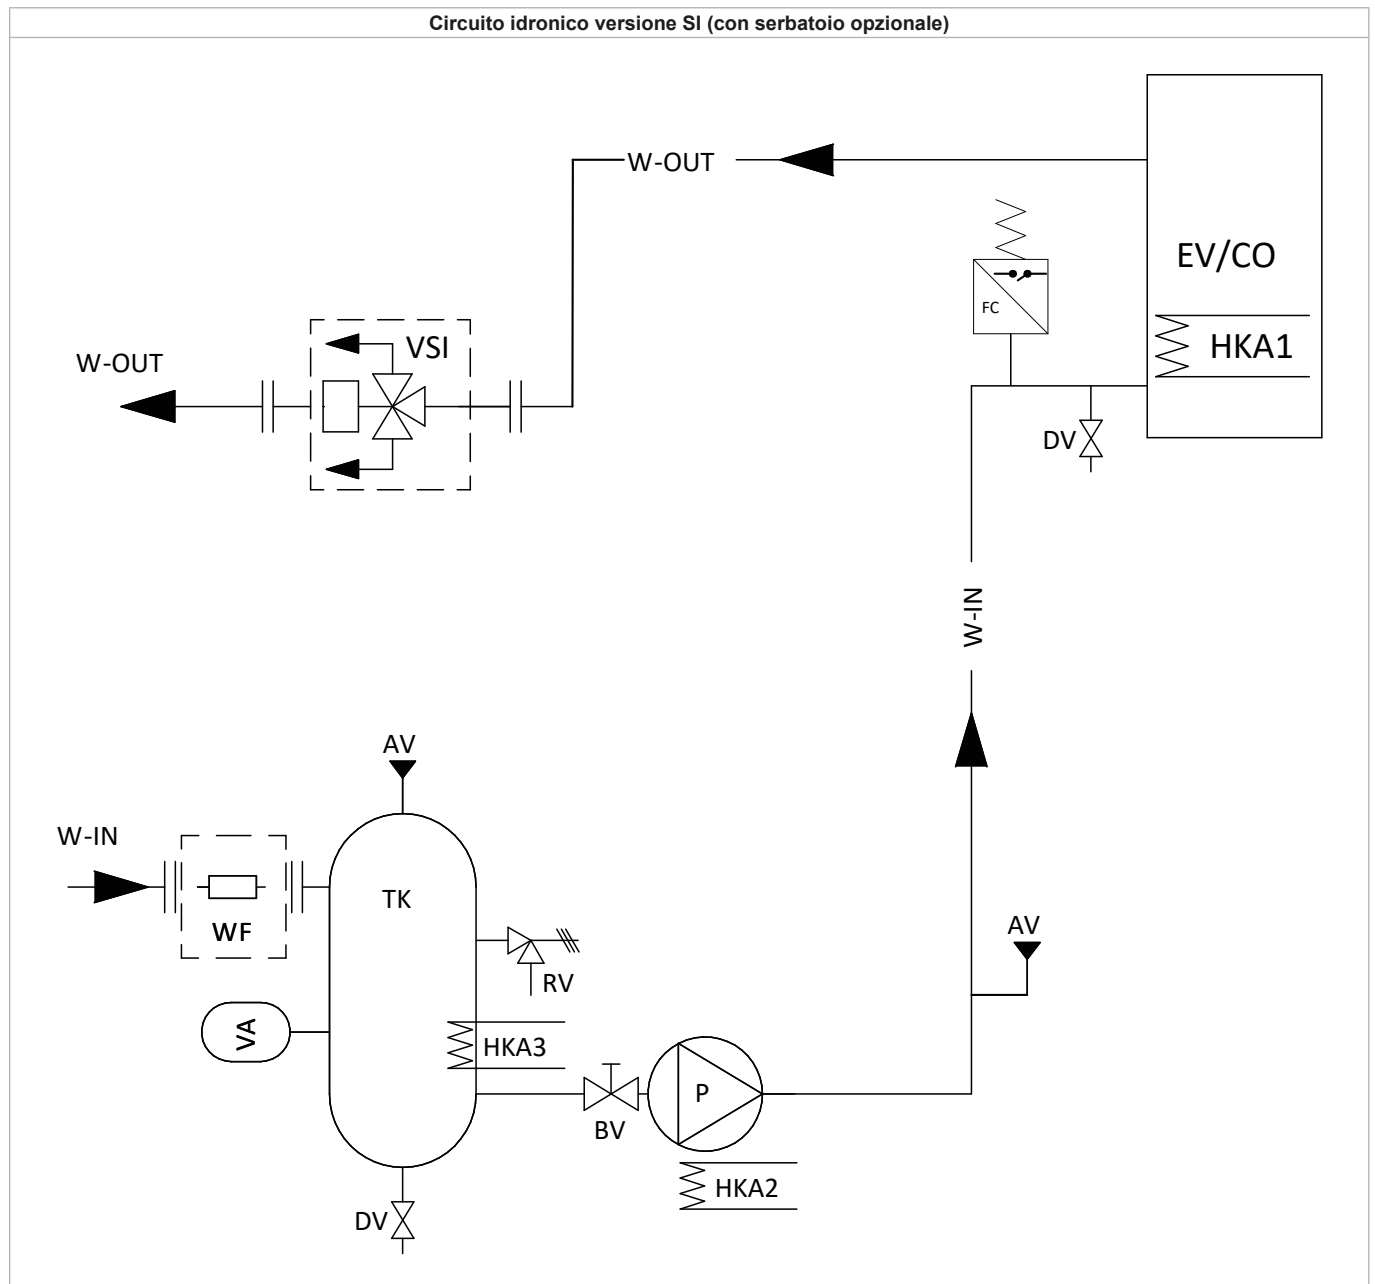 Circuito idronico versione SI (con serbatoio opzionale)
W-OUT
EV/CO
FC
VSI
HKA1
W-OUT
DV
W-IN
AV
W-IN
TK
WF
AV
RV
VA
HKA3
P
BV
HKA2
DV